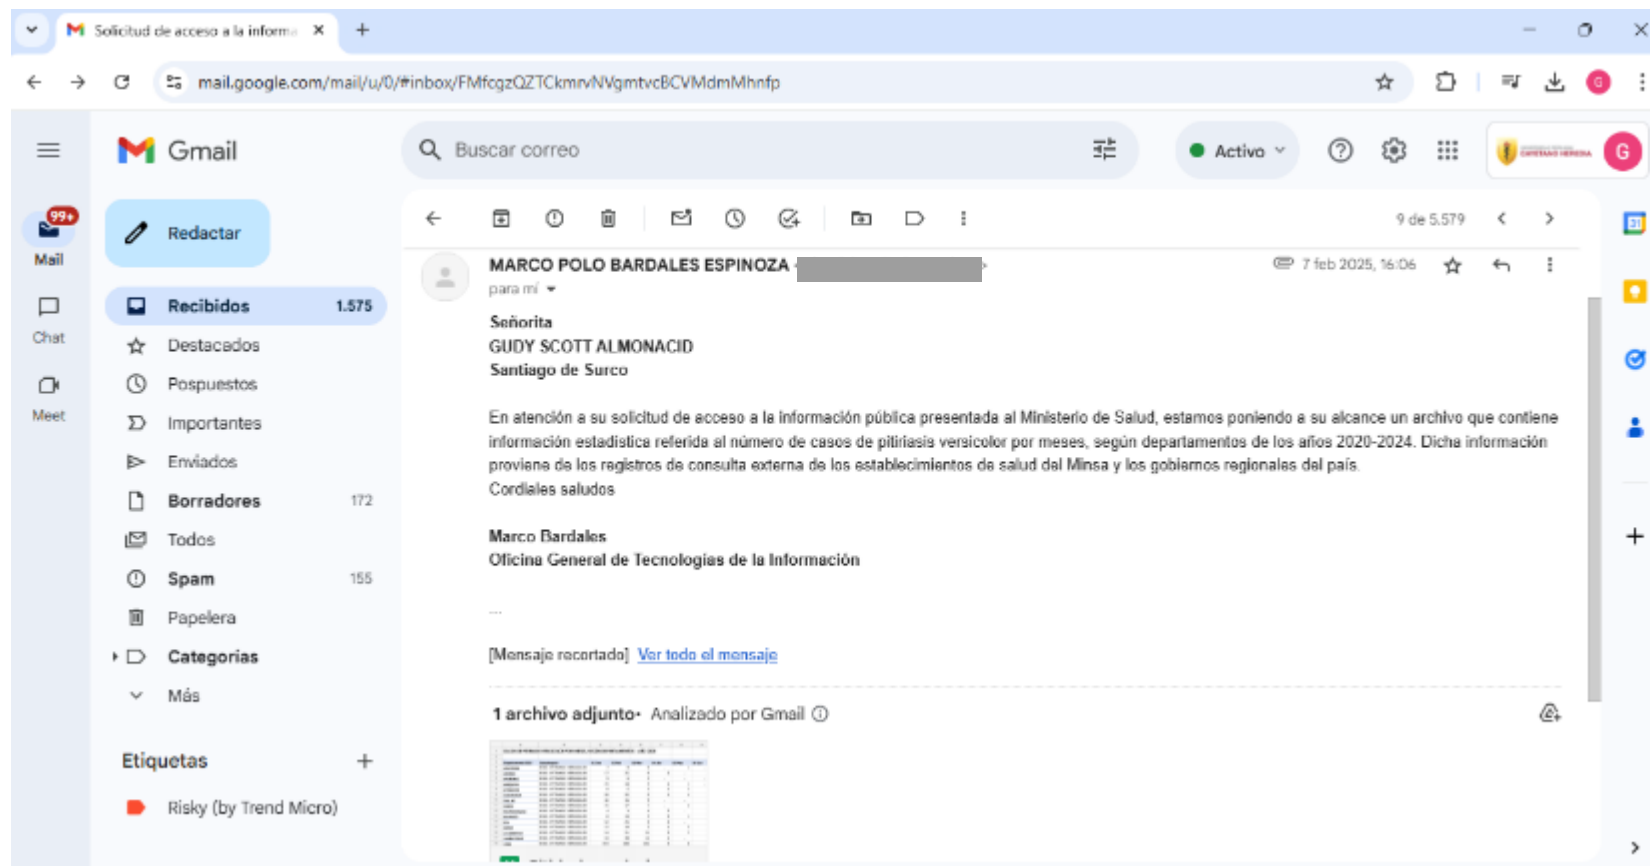 Solicitud de acceso a la informa
mail.google.com/mail/u/0/#inbox/FMfcgzQZTCkmrvNVgmtvcBCVMdmMhnfp
G
Gmail
Buscar correo
Activo
CAYETANO HEREDIA
G
99+
Mail
Chat
Meet
Redactar
Recibidos 1.575
Destacados
Pospuestos
Importantes
Enviados
Borradores 172
Todos
Spam 155
Papelera
Categorías
Más
Etiquetas
Risky (by Trend Micro)
9 de 5.579
MARCO POLO BARDALES ESPINOZA
7 feb 2025, 16:06
para mí
Señorita
GUDY SCOTT ALMONACID
Santiago de Surco
En atención a su solicitud de acceso a la información pública presentada al Ministerio de Salud, estamos poniendo a su alcance un archivo que contiene
información estadística referida al número de casos de pitiriasis versicolor por meses, según departamentos de los años 2020-2024. Dicha información
proviene de los registros de consulta externa de los establecimientos de salud del Minsa y los gobiernos regionales del país.
Cordiales saludos
Marco Bardales
Oficina General de Tecnologías de la Información
...
[Mensaje recortado] Ver todo el mensaje
1 archivo adjunto• Analizado por Gmail
31